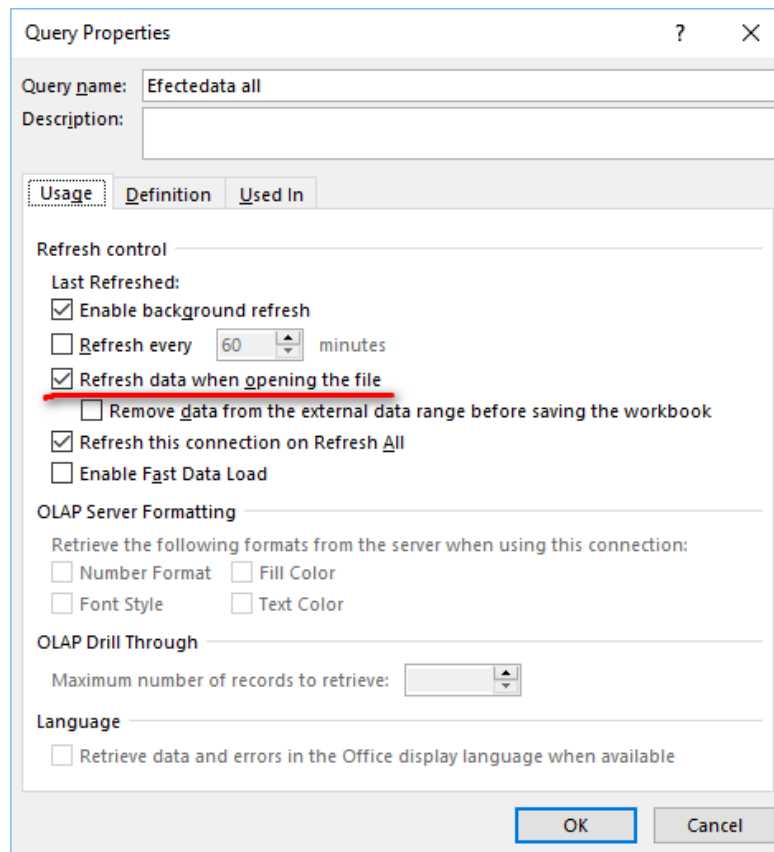 Query Properties ?
Query name: Efectedata all
Description:
Usage Definition Used In
Refresh control
Last Refreshed:
Enable background refresh
Refresh every 60 minutes
Refresh data when opening the file
Remove data from the external data range before saving the workbook
Refresh this connection on Refresh All
Enable Fast Data Load
OLAP Server Formatting
Retrieve the following formats from the server when using this connection:
Number Format Fill Color
Font Style Text Color
OLAP Drill Through
Maximum number of records to retrieve:
Language
Retrieve data and errors in the Office display language when available
OK Cancel